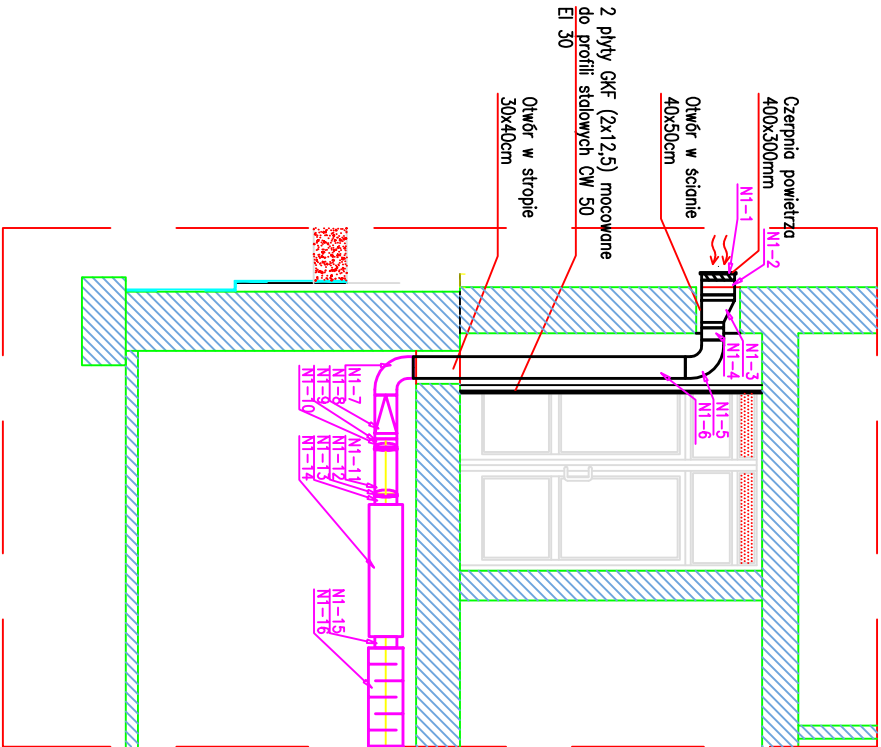 Czerpnia powietrza
400x300mm
Otwór w ścianie
40x50cm
2 płyty GKF (2x12,5) mocowane
do profili stalowych CW 50
EI 30
Otwór w stropie
30x40cm
N1-1
N1-2
N1-3
N1-4
N1-5
N1-6
N1-7
N1-8
N1-9
N1-10
N1-11
N1-12
N1-13
N1-14
N1-15
N1-16